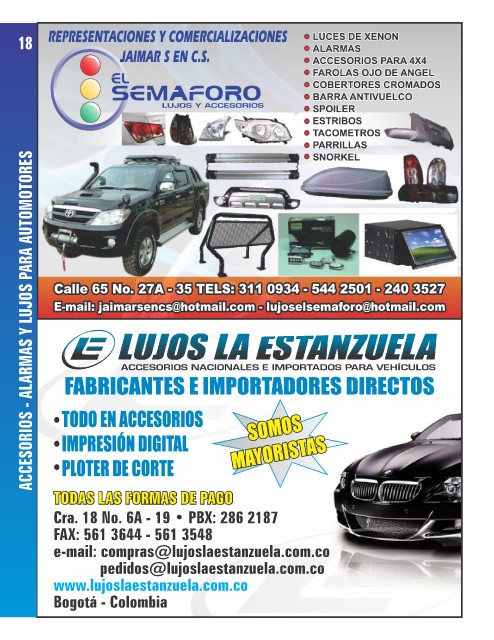 18
ACCESORIOS - ALARMAS Y LUJOS PARA AUTOMOTORES
REPRESENTACIONES Y COMERCIALIZACIONES
JAIMAR S EN C.S.
EL
SEMAFORO
LUJOS Y ACCESORIOS
• LUCES DE XENON
• ALARMAS
• ACCESORIOS PARA 4X4
• FAROLAS OJO DE ANGEL
• COBERTORES CROMADOS
• BARRA ANTIVUELCO
• SPOILER
• ESTRIBOS
• TACOMETROS
• PARRILLAS
• SNORKEL
Calle 65 No. 27A - 35 TELS: 311 0934 - 544 2501 - 240 3527
E-mail: jaimarsencs@hotmail.com - lujoselsemaforo@hotmail.com
LE LUJOS LA ESTANZUELA
ACCESORIOS NACIONALES E IMPORTADOS PARA VEHÍCULOS
FABRICANTES E IMPORTADORES DIRECTOS
• TODO EN ACCESORIOS
• IMPRESIÓN DIGITAL
• PLOTER DE CORTE
SOMOS
MAYORISTAS
TODAS LAS FORMAS DE PAGO
Cra. 18 No. 6A - 19 • PBX: 286 2187
FAX: 561 3644 - 561 3548
e-mail: compras@lujoslaestanzuela.com.co
pedidos@lujoslaestanzuela.com.co
www.lujoslaestanzuela.com.co
Bogotá - Colombia